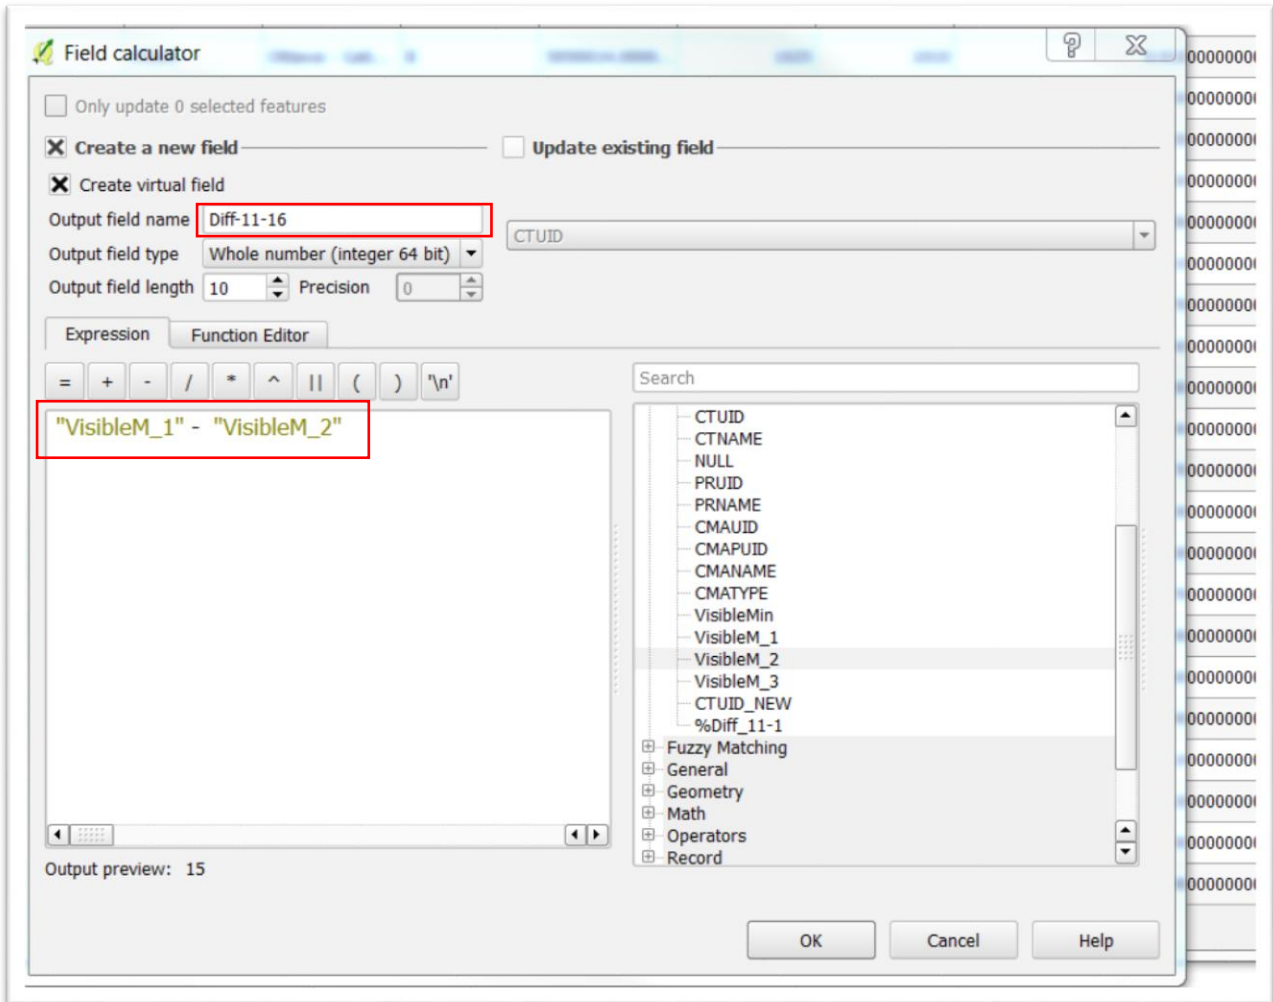 Field calculator
Only update 0 selected features
Create a new field
Update existing field
Create virtual field
Output field name Diff-11-16
CTUID
Output field type Whole number (integer 64 bit)
Output field length 10 Precision 0
Expression Function Editor
= + - / * ^ || ( ) '\n'
Search
"VisibleM_1" - "VisibleM_2"
CTUID
CTNAME
NULL
PRUID
PRNAME
CMAUID
CMAPUID
CMANAME
CMATYPE
VisibleMin
VisibleM_1
VisibleM_2
VisibleM_3
CTUID_NEW
%Diff_11-1
Fuzzy Matching
General
Geometry
Math
Operators
Record
Output preview: 15
OK Cancel Help